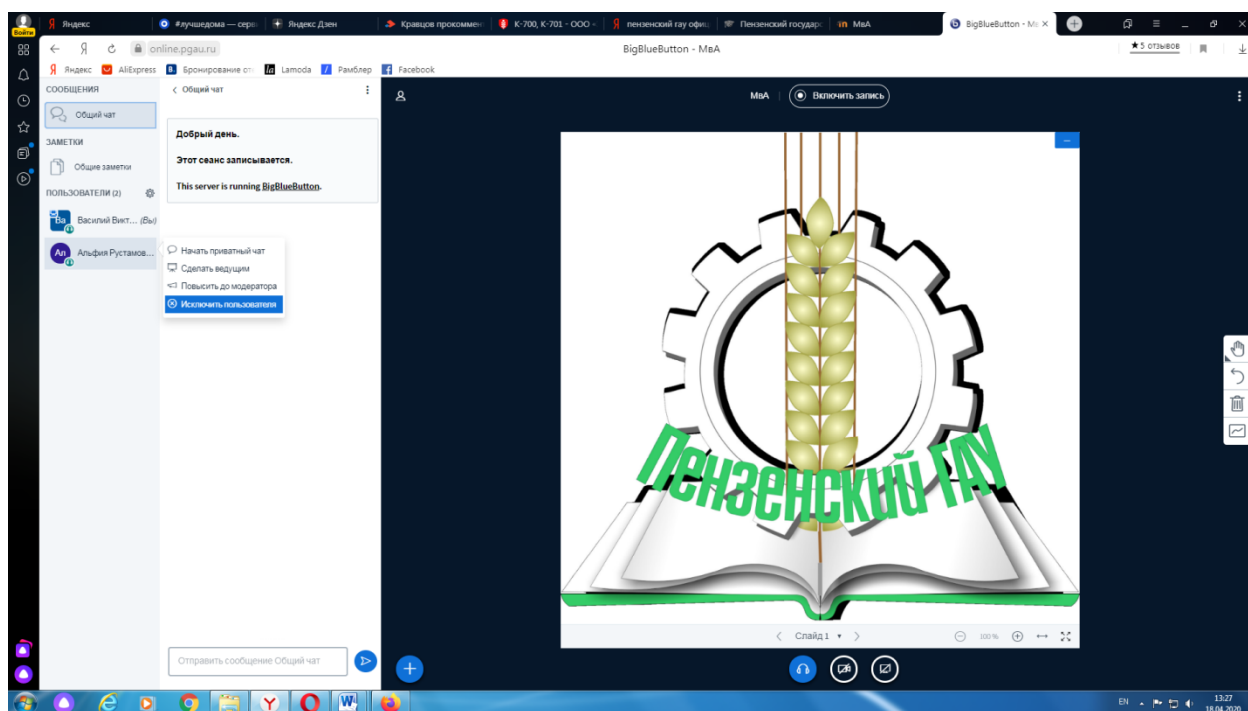 Войти
Яндекс
#лучшедома — серв
Яндекс Дзен
Кравцов прокоммен
К-700, К-701 - ООО «
пензенский гау офиц
Пензенский государс
МвА
BigBlueButton - Мв
online.pgau.ru
BigBlueButton - МвА
★5 отзывов
Яндекс
AliExpress
Бронирование от
Lamoda
Рамблер
Facebook
СООБЩЕНИЯ
Общий чат
ЗАМЕТКИ
Общие заметки
ПОЛЬЗОВАТЕЛИ (2)
Ва
Василий Викт... (Вы)
Ал
Альфия Рустамов...
Общий чат
Добрый день.
Этот сеанс записывается.
This server is running BigBlueButton.
Начать приватный чат
Сделать ведущим
Повысить до модератора
Исключить пользователя
Отправить сообщение Общий чат
МвА
Включить запись
Пензенский ГАУ
Слайд 1
100%
EN
13:27
18.04.2020